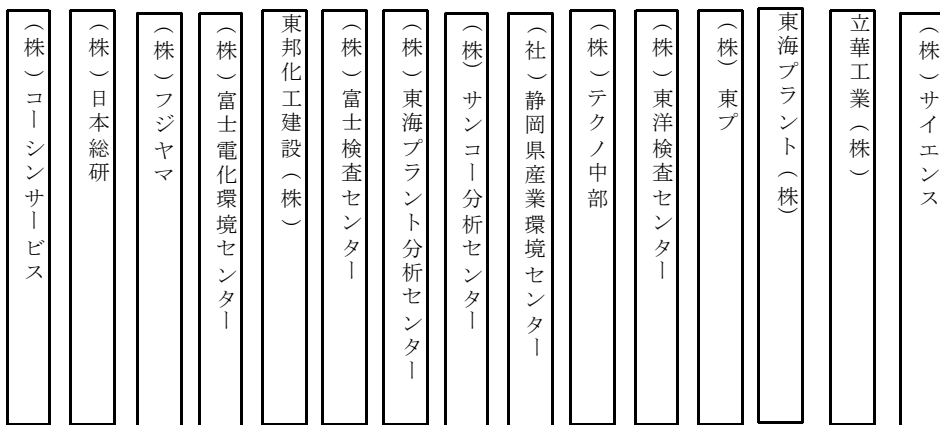 （株）サイエンス
立華工業（株）
東海プラント（株）
（株）東プ
（株）東洋検査センター
（株）テクノ中部
（社）静岡県産業環境センター
（株）サンコー分析センター
（株）東海プラント分析センター
（株）富士検査センター
東邦化工建設（株）
（株）富士電化環境センター
（株）フジヤマ
（株）日本総研
（株）コーシンサービス